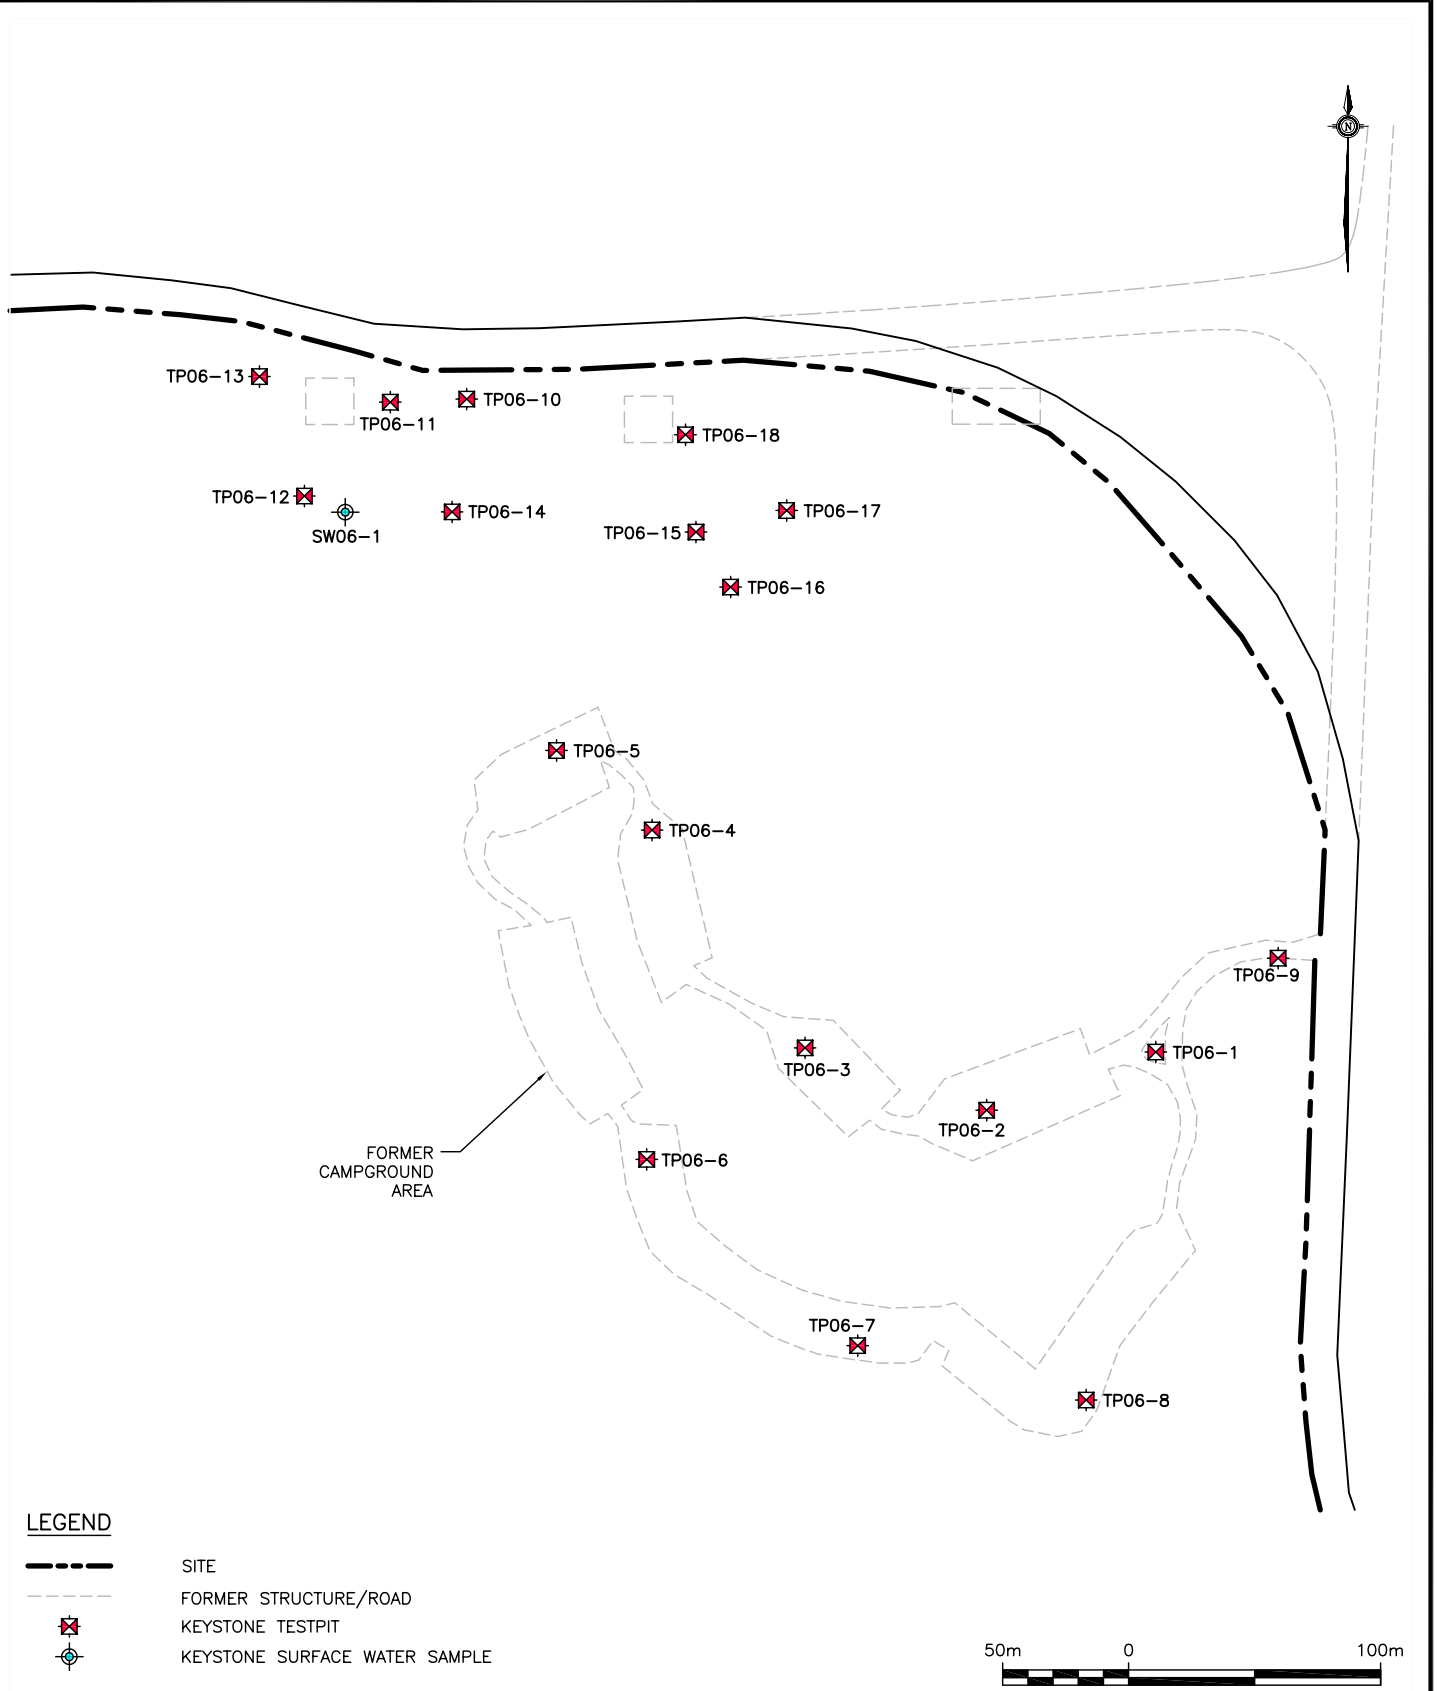 N
TP06-13
TP06-11
TP06-10
TP06-18
TP06-12
SW06-1
TP06-14
TP06-15
TP06-17
TP06-16
TP06-5
TP06-4
TP06-9
TP06-1
TP06-3
TP06-2
FORMER
CAMPGROUND
AREA
TP06-6
TP06-7
TP06-8
LEGEND
SITE
FORMER STRUCTURE/ROAD
KEYSTONE TESTPIT
KEYSTONE SURFACE WATER SAMPLE
50m 0 100m